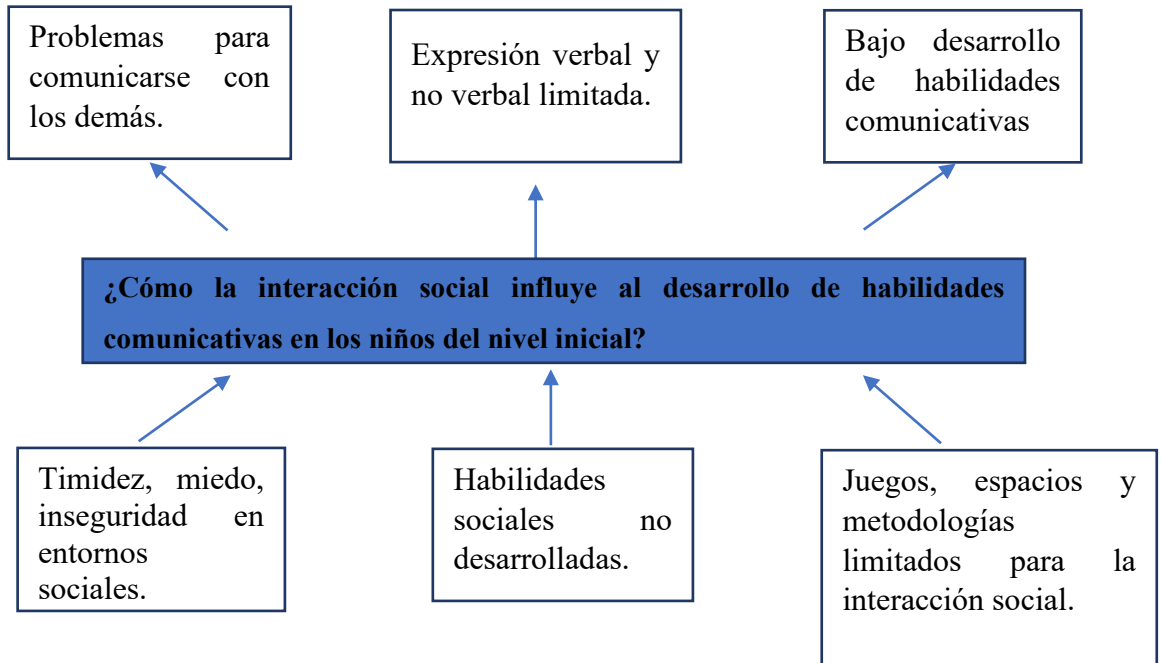 Problemas para
comunicarse con
los demás.
Expresión verbal y
no verbal limitada.
Bajo desarrollo
de habilidades
comunicativas
¿Cómo la interacción social influye al desarrollo de habilidades
comunicativas en los niños del nivel inicial?
Timidez, miedo,
inseguridad en
entornos
sociales.
Habilidades
sociales no
desarrolladas.
Juegos, espacios y
metodologías
limitados para la
interacción social.